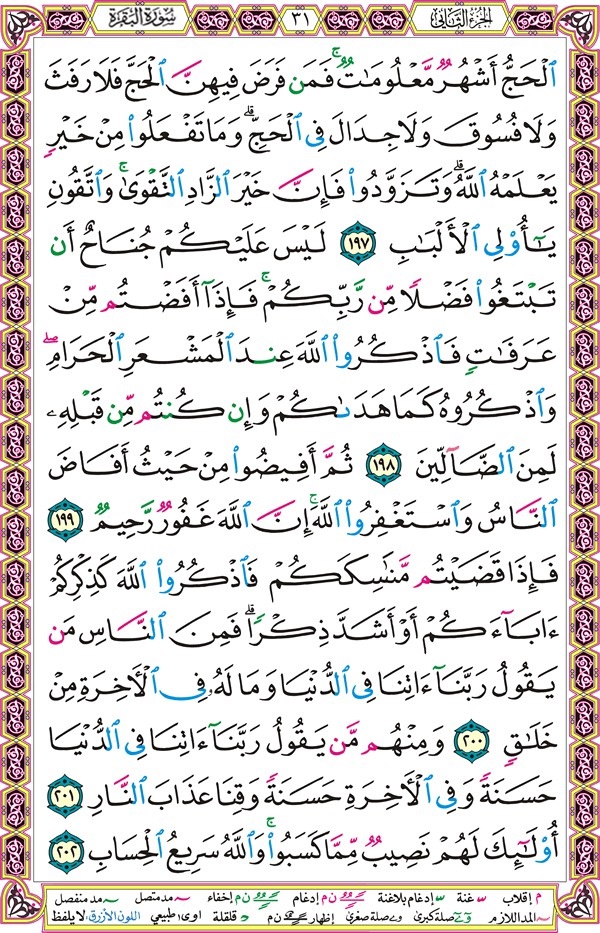 الجزء الثاني ٣١ سورة البقرة
ٱلْحَجُّ أَشْهُرٌ مَّعْلُومَٰتٌ ۚ فَمَن فَرَضَ فِيهِنَّ ٱلْحَجَّ فَلَا رَفَثَ
وَلَا فُسُوقَ وَلَا جِدَالَ فِى ٱلْحَجِّ ۗ وَمَا تَفْعَلُوا۟ مِنْ خَيْرٍ
يَعْلَمْهُ ٱللَّهُ ۗ وَتَزَوَّدُوا۟ فَإِنَّ خَيْرَ ٱلزَّادِ ٱلتَّقْوَىٰ ۚ وَٱتَّقُونِ
يَٰٓأُو۟لِى ٱلْأَلْبَٰبِ ١٩٧ لَيْسَ عَلَيْكُمْ جُنَاحٌ أَن
تَبْتَغُوا۟ فَضْلًا مِّن رَّبِّكُمْ ۚ فَإِذَآ أَفَضْتُم مِّنْ
عَرَفَٰتٍ فَٱذْكُرُوا۟ ٱللَّهَ عِندَ ٱلْمَشْعَرِ ٱلْحَرَامِ ۖ
وَٱذْكُرُوهُ كَمَا هَدَىٰكُمْ وَإِن كُنتُم مِّن قَبْلِهِۦ
لَمِنَ ٱلضَّآلِّينَ ١٩٨ ثُمَّ أَفِيضُوا۟ مِنْ حَيْثُ أَفَاضَ
ٱلنَّاسُ وَٱسْتَغْفِرُوا۟ ٱللَّهَ ۚ إِنَّ ٱللَّهَ غَفُورٌ رَّحِيمٌ ١٩٩
فَإِذَا قَضَيْتُم مَّنَٰسِكَكُمْ فَٱذْكُرُوا۟ ٱللَّهَ كَذِكْرِكُمْ
ءَابَآءَكُمْ أَوْ أَشَدَّ ذِكْرًا ۗ فَمِنَ ٱلنَّاسِ مَن
يَقُولُ رَبَّنَآ ءَاتِنَا فِى ٱلدُّنْيَا وَمَا لَهُۥ فِى ٱلْأَخِرَةِ مِنْ
خَلَٰقٍ ٢٠٠ وَمِنْهُم مَّن يَقُولُ رَبَّنَآ ءَاتِنَا فِى ٱلدُّنْيَا
حَسَنَةً وَفِى ٱلْأَخِرَةِ حَسَنَةً وَقِنَا عَذَابَ ٱلنَّارِ ٢٠١
أُو۟لَٰٓئِكَ لَهُمْ نَصِيبٌ مِّمَّا كَسَبُوا۟ ۚ وَٱللَّهُ سَرِيعُ ٱلْحِسَابِ ٢٠٢
م إقلاب س غنة س إدغام بلاغنة ن م إدغام ن م إخفاء ~ مد متصل ~ مد منفصل
~ المد اللازم صلة كبرى صلة صغرى إظهار ن م قلقلة اوى طبيعي اللون الأزرق: لا يلفظ